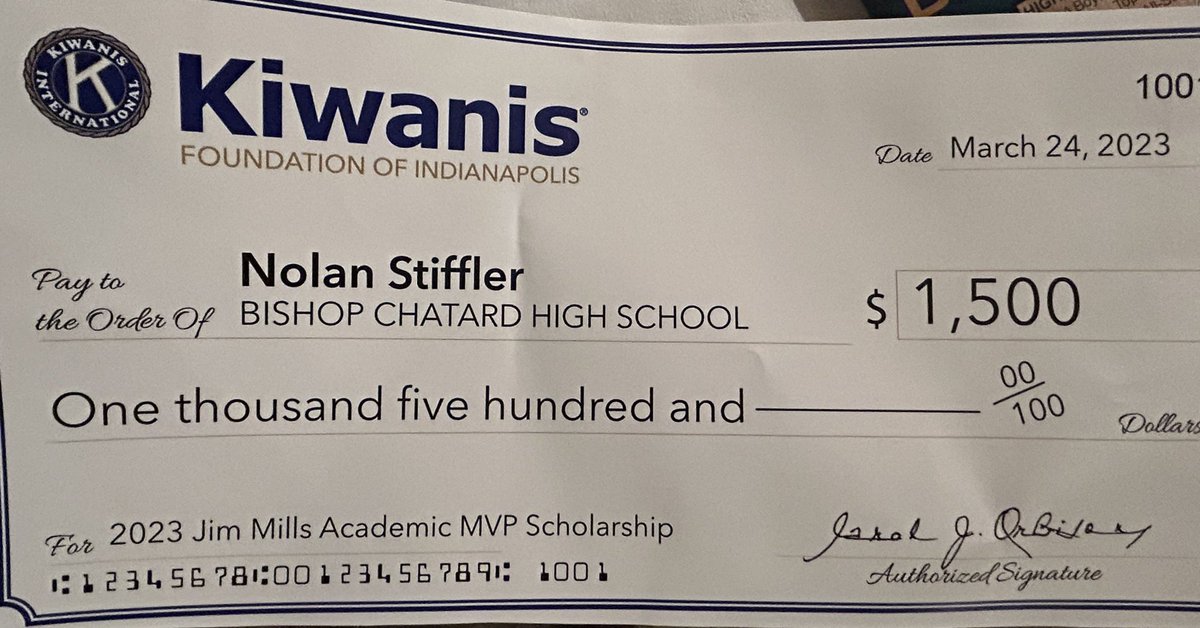 KIWANIS
K
INTERNATIONAL
Kiwanis®
FOUNDATION OF INDIANAPOLIS
1001
Date March 24, 2023
Pay to
the Order Of
Nolan Stiffler
BISHOP CHATARD HIGH SCHOOL
$ 1,500
One thousand five hundred and
00/100
Dollars
For 2023 Jim Mills Academic MVP Scholarship
⑆12345678⑆00123456789⑆ 1001
Authorized Signature